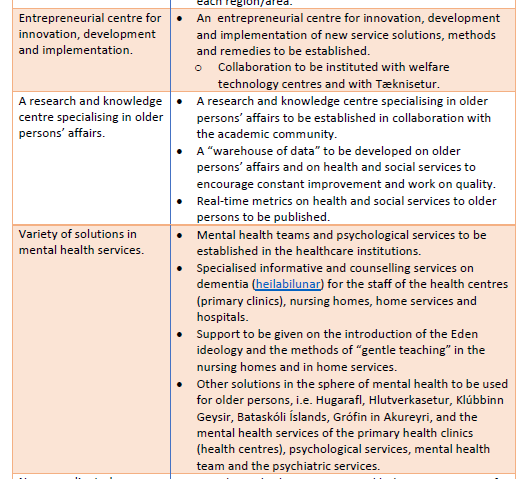 each region/area.
Entrepreneurial centre for
innovation, development
and implementation.
• An entrepreneurial centre for innovation, development
and implementation of new service solutions, methods
and remedies to be established.
o Collaboration to be instituted with welfare
technology centres and with Tæknisetur.
A research and knowledge
centre specialising in older
persons’ affairs.
• A research and knowledge centre specialising in older
persons’ affairs to be established in collaboration with
the academic community.
• A “warehouse of data” to be developed on older
persons’ affairs and on health and social services to
encourage constant improvement and work on quality.
• Real-time metrics on health and social services to older
persons to be published.
Variety of solutions in
mental health services.
• Mental health teams and psychological services to be
established in the healthcare institutions.
• Specialised informative and counselling services on
dementia (heilabilunar) for the staff of the health centres
(primary clinics), nursing homes, home services and
hospitals.
• Support to be given on the introduction of the Eden
ideology and the methods of “gentle teaching” in the
nursing homes and in home services.
• Other solutions in the sphere of mental health to be used
for older persons, i.e. Hugarafl, Hlutverkasetur, Klúbbinn
Geysir, Bataskóli Íslands, Grófin in Akureyri, and the
mental health services of the primary health clinics
(health centres), psychological services, mental health
team and the psychiatric services.